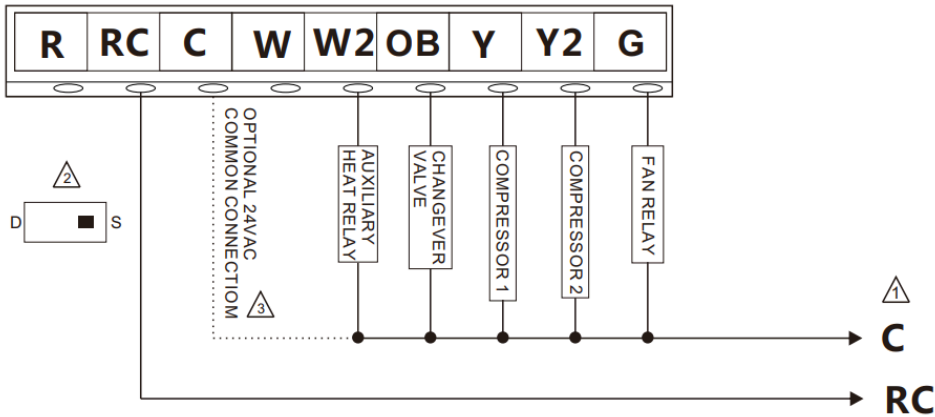 R RC C W W2 OB Y Y2 G
OPTIONAL 24VAC
COMMON CONNECTIOM
AUXILIARY
HEAT RELAY
CHANGEVER
VALVE
COMPRESSOR 1
COMPRESSOR 2
FAN RELAY
2
D S
3
1
C
RC